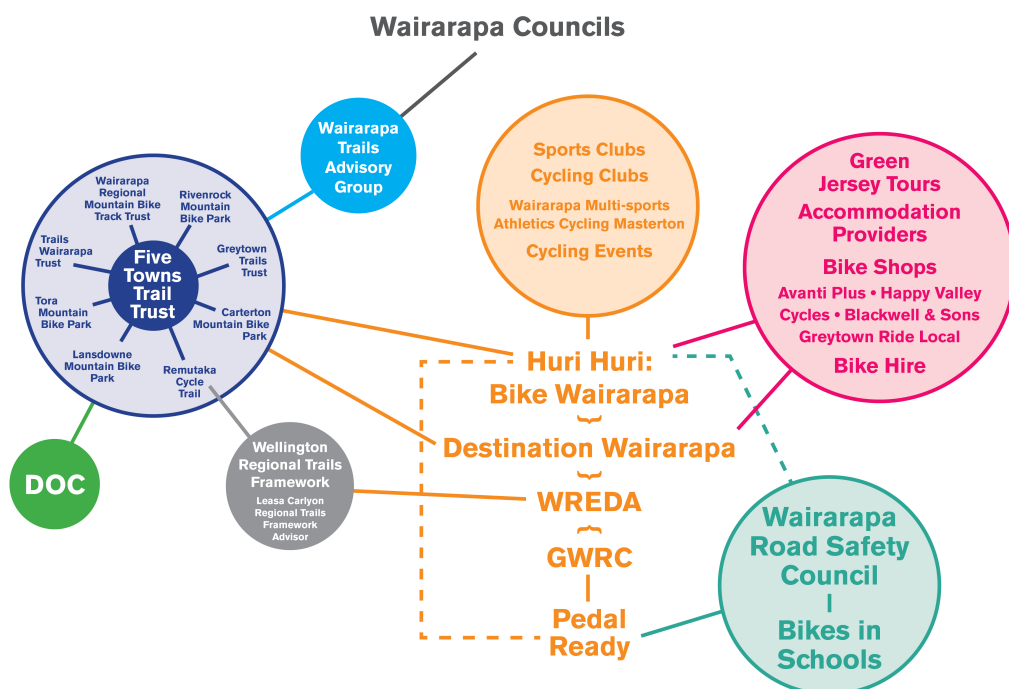 Wairarapa Councils
Wairarapa
Trails
Advisory
Group
Wairarapa
Regional
Mountain Bike
Track Trust
Rivenrock
Mountain
Bike Park
Trails
Wairarapa
Trust
Greytown
Trails
Trust
Five
Towns
Trail
Trust
Tora
Mountain
Bike Park
Carterton
Mountain Bike
Park
Lansdowne
Mountain Bike
Park
Remutaka
Cycle
Trail
DOC
Wellington
Regional Trails
Framework
Leasa Carlyon
Regional Trails
Framework
Advisor
Sports Clubs
Cycling Clubs
Wairarapa Multi-sports
Athletics Cycling Masterton
Cycling Events
Huri Huri:
Bike Wairarapa
Destination Wairarapa
WREDA
GWRC
Pedal
Ready
Green
Jersey Tours
Accommodation
Providers
Bike Shops
Avanti Plus • Happy Valley
Cycles • Blackwell & Sons
Greytown Ride Local
Bike Hire
Wairarapa
Road Safety
Council
Bikes in
Schools